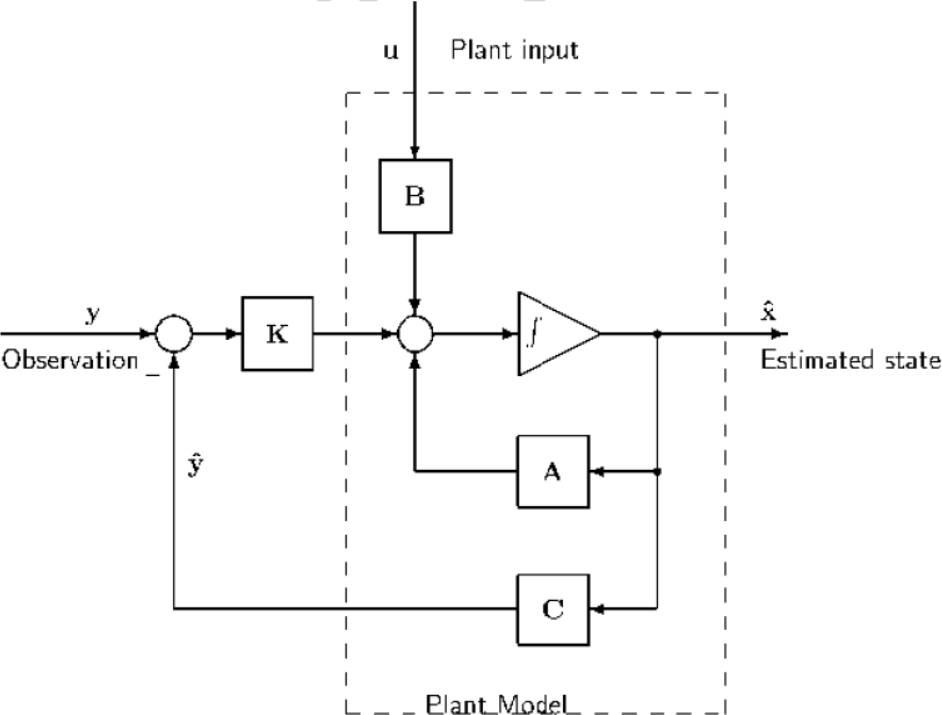 u Plant input
B
y
x̂
K
∫
Observation
−
Estimated state
ŷ
A
C
Plant Model